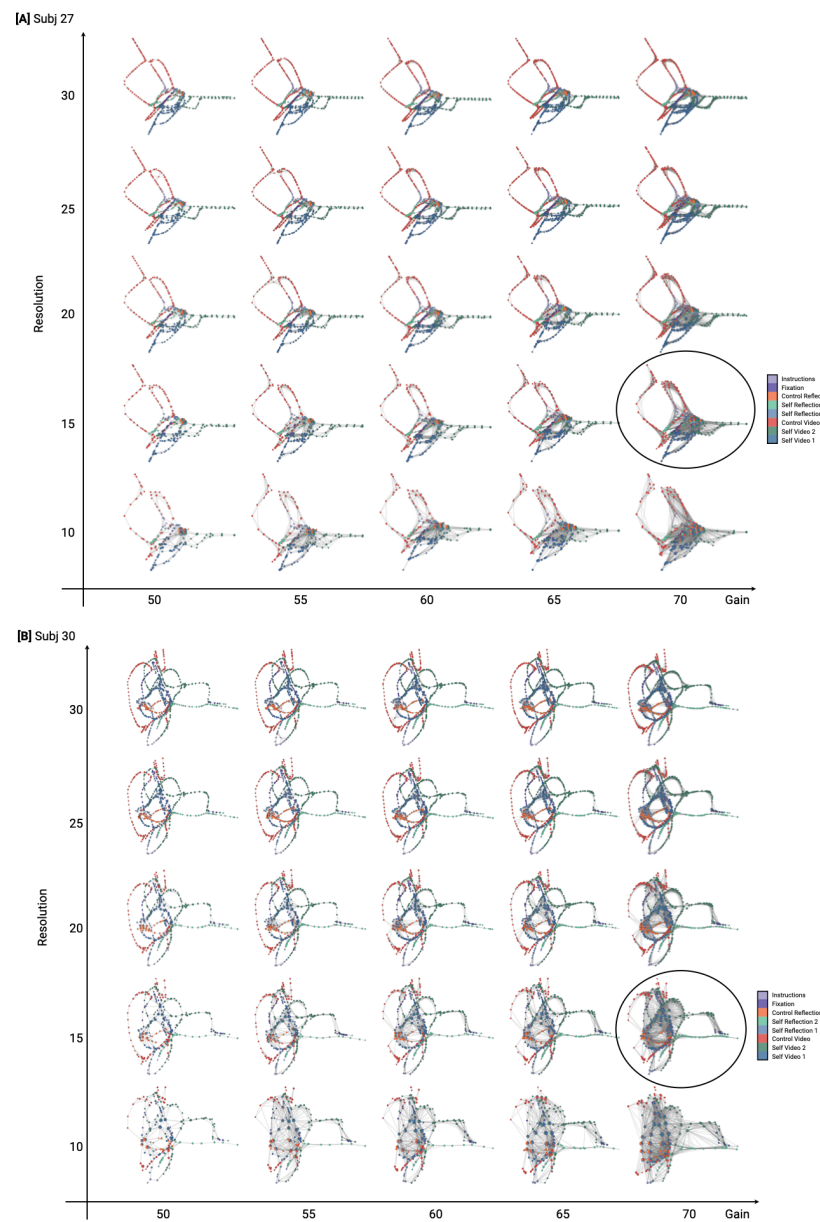 [A] Subj 27
30
25
20
15
10
Resolution
Instructions
Fixation
Control Reflec
Self Reflection
Self Reflection
Control Video
Self Video 2
Self Video 1
50 55 60 65 70 Gain
[B] Subj 30
30
25
20
15
10
Resolution
Instructions
Fixation
Control Reflection
Self Reflection 2
Self Reflection 1
Control Video
Self Video 2
Self Video 1
50 55 60 65 70 Gain